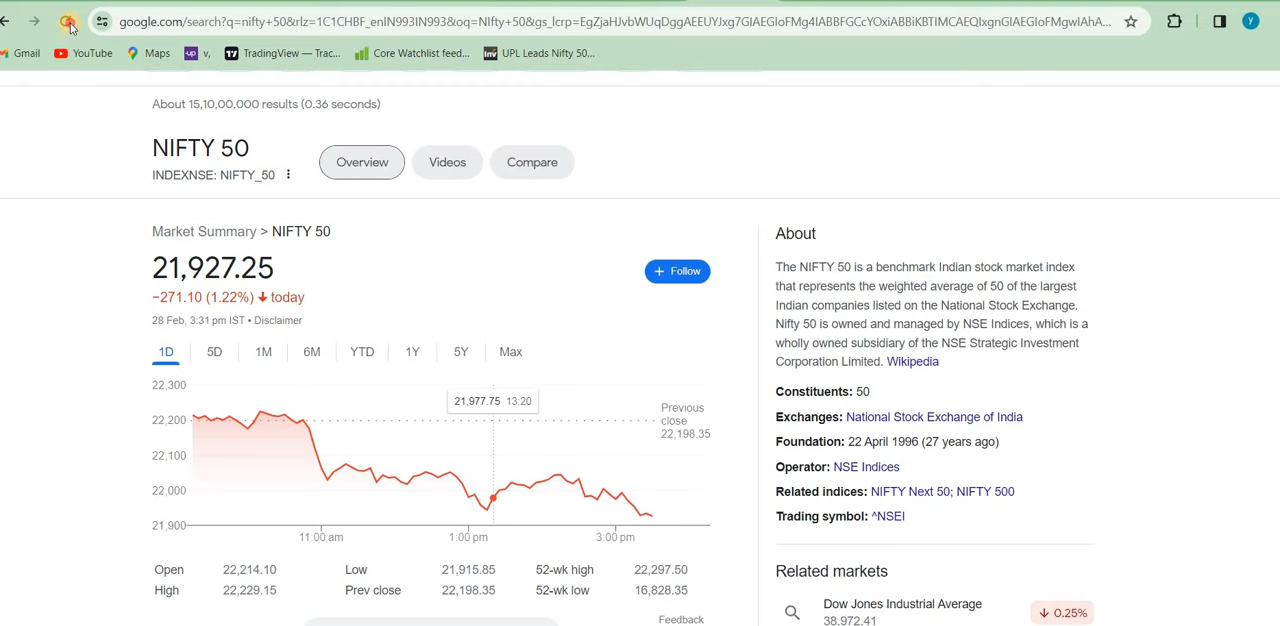 google.com/search?q=nifty+50&rlz=1C1CHBF_enIN993IN993&oq=NIfty+50&gs_lcrp=EgZjaHJvbWUqDggAEEUYJxg7GIAEGIoFMg4IABBFGCcYOxiABBiKBTIMCAEQIxgnGIAEGIoFMgwIAhA...
Gmail YouTube Maps v, TradingView — Trac... Core Watchlist feed... UPL Leads Nifty 50...
About 15,10,00,000 results (0.36 seconds)
NIFTY 50
INDEXNSE: NIFTY_50
Overview Videos Compare
Market Summary > NIFTY 50
21,927.25
−271.10 (1.22%) today
28 Feb, 3:31 pm IST • Disclaimer
+ Follow
1D 5D 1M 6M YTD 1Y 5Y Max
22,300
22,200
22,100
22,000
21,900
21,977.75 13:20
Previous
close
22,198.35
11:00 am 1:00 pm 3:00 pm
Open 22,214.10 Low 21,915.85 52-wk high 22,297.50
High 22,229.15 Prev close 22,198.35 52-wk low 16,828.35
Feedback
About
The NIFTY 50 is a benchmark Indian stock market index
that represents the weighted average of 50 of the largest
Indian companies listed on the National Stock Exchange.
Nifty 50 is owned and managed by NSE Indices, which is a
wholly owned subsidiary of the NSE Strategic Investment
Corporation Limited. Wikipedia
Constituents: 50
Exchanges: National Stock Exchange of India
Foundation: 22 April 1996 (27 years ago)
Operator: NSE Indices
Related indices: NIFTY Next 50; NIFTY 500
Trading symbol: ^NSEI
Related markets
Dow Jones Industrial Average
38,972.41
0.25%